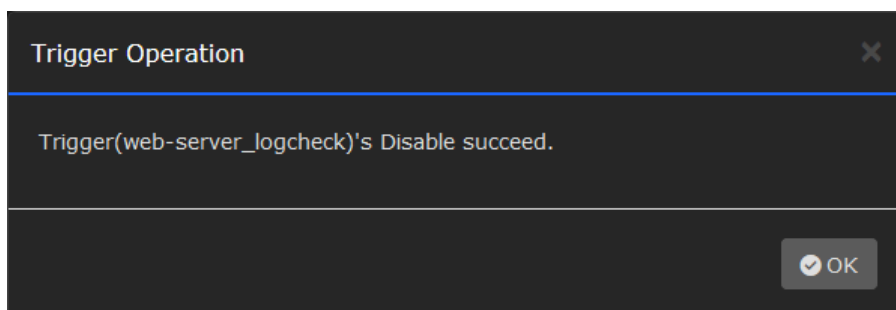 Trigger Operation
Trigger(web-server_logcheck)'s Disable succeed.
OK